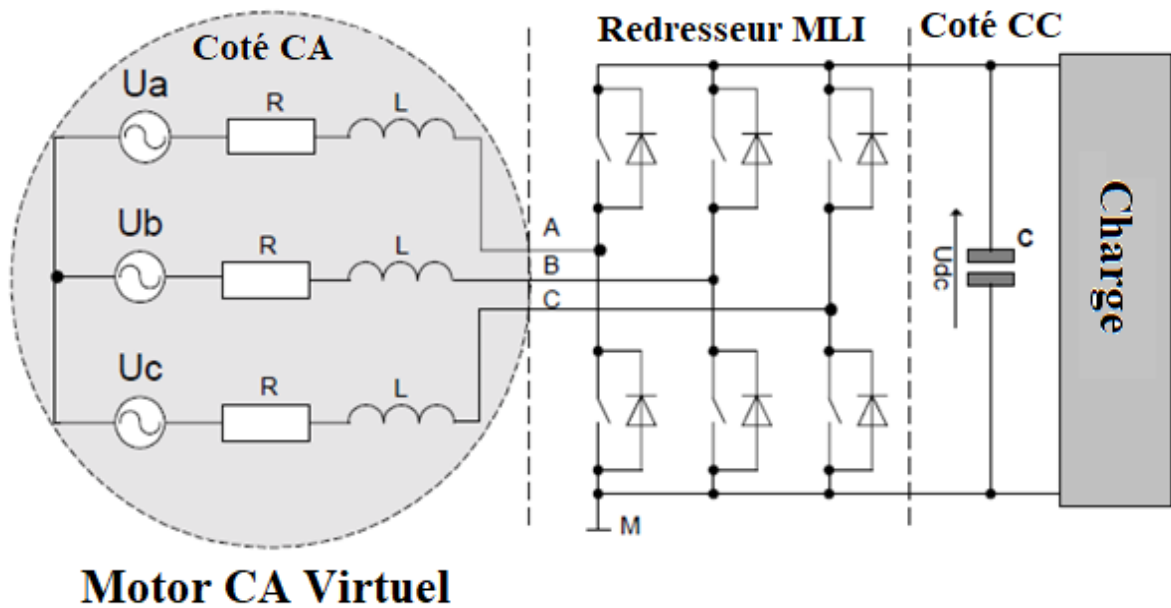 Coté CA
Redresseur MLI
Coté CC
Ua
R
L
Ub
R
L
Uc
R
L
A
B
C
Udc
C
Charge
M
Motor CA Virtuel